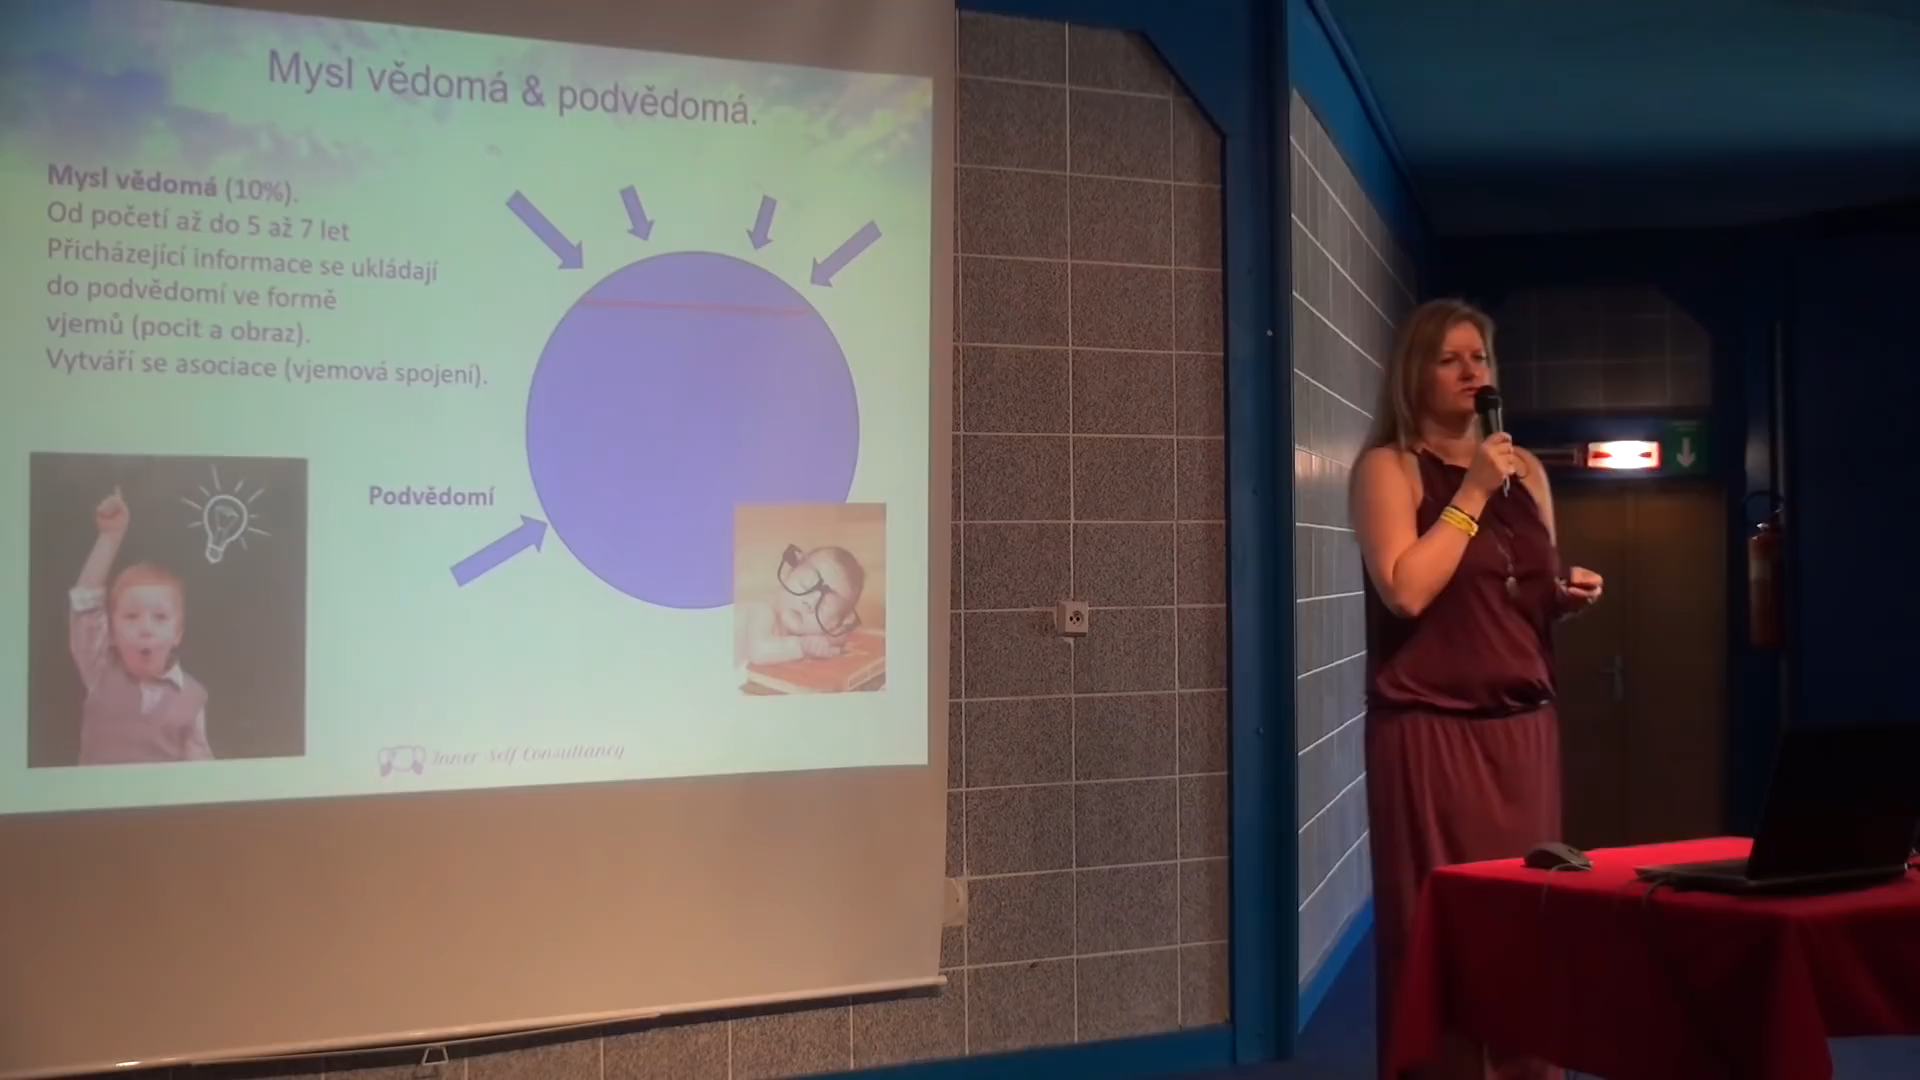 Mysl vědomá & podvědomá.
Mysl vědomá (10%).
Od početí až do 5 až 7 let
Přicházející informace se ukládají
do podvědomí ve formě
vjemů (pocit a obraz).
Vytváří se asociace (vjemová spojení).
Podvědomí
Inner Self Consultancy